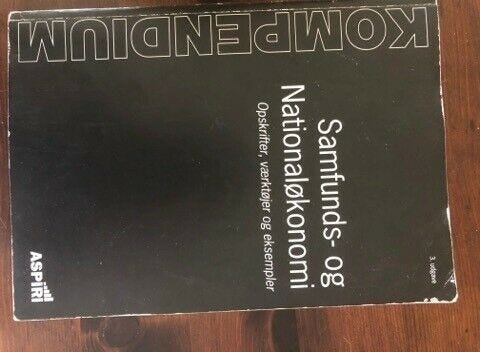 KOMPENDIUM
Samfunds- og
Nationaløkonomi
Opskrifter, værktøjer og eksempler
3. udgave
ASPIRI